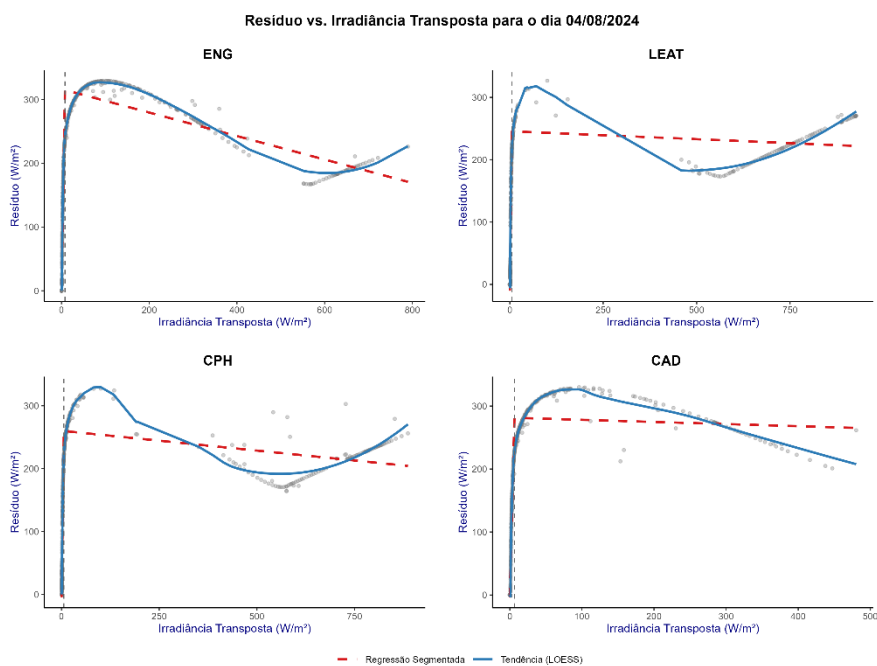 Resíduo vs. Irradiância Transposta para o dia 04/08/2024
ENG
Resíduo (W/m²)
300
200
100
0
0 200 400 600 800
Irradiância Transposta (W/m²)
LEAT
Resíduo (W/m²)
300
200
100
0
0 250 500 750
Irradiância Transposta (W/m²)
CPH
Resíduo (W/m²)
300
200
100
0
0 250 500 750
Irradiância Transposta (W/m²)
CAD
Resíduo (W/m²)
300
200
100
0
0 100 200 300 400 500
Irradiância Transposta (W/m²)
Regressão Segmentada Tendência (LOESS)